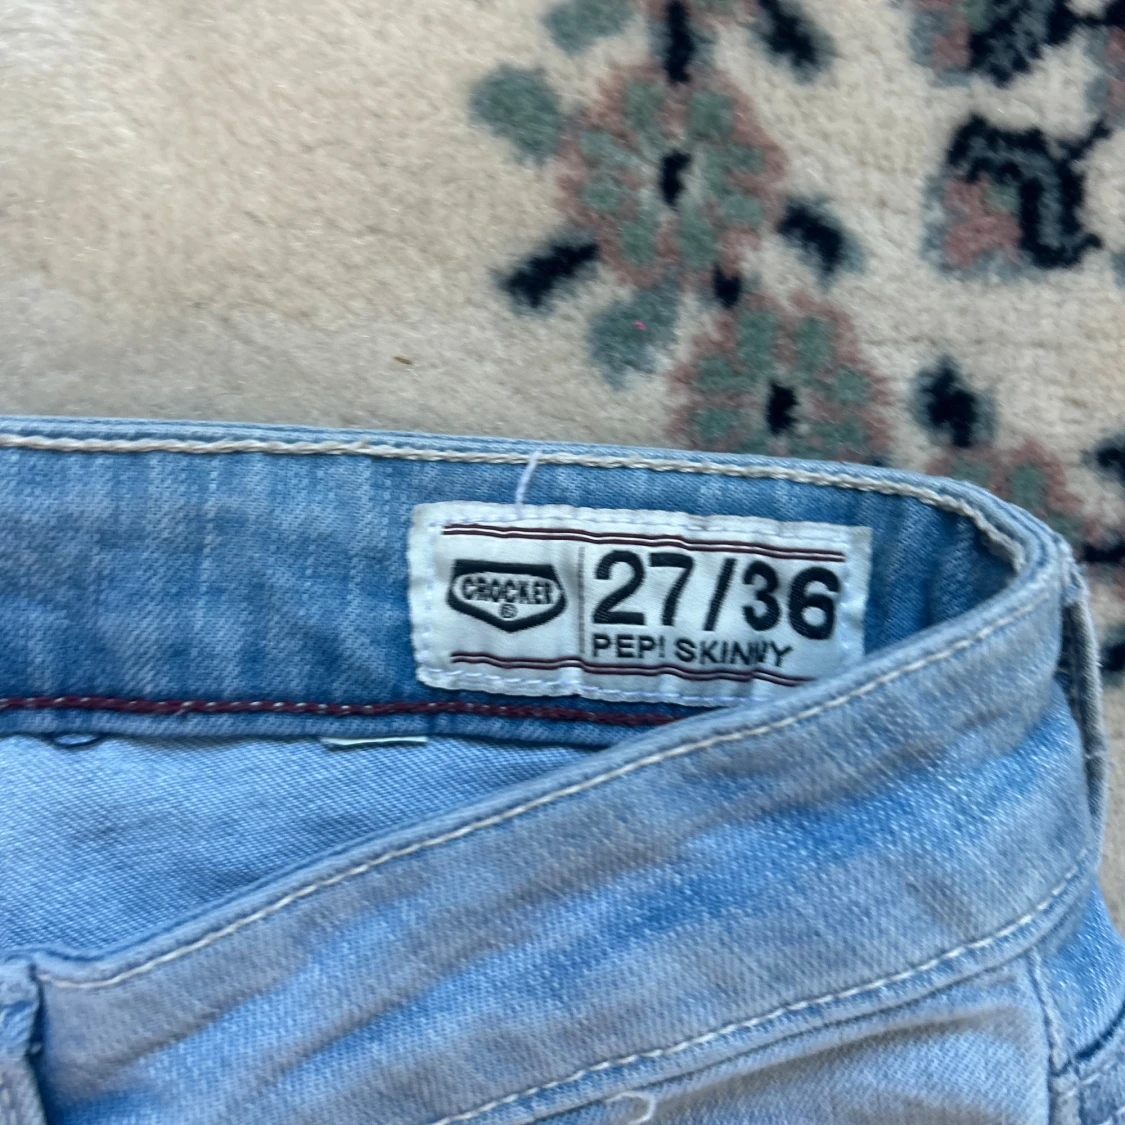 CROCKER
®
27/36
PEP! SKINNY